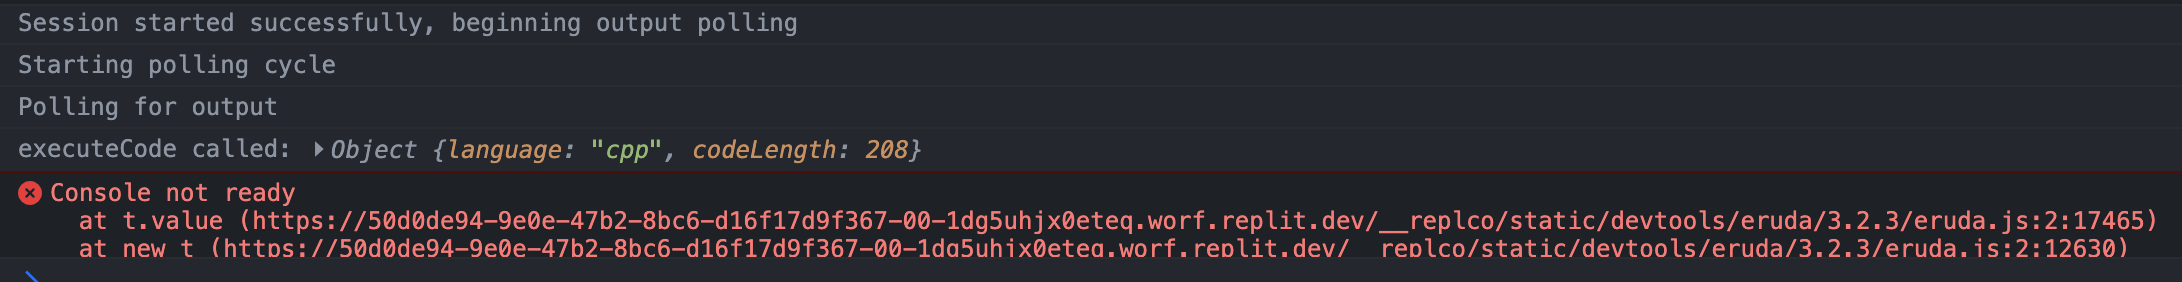 Session started successfully, beginning output polling
Starting polling cycle
Polling for output
executeCode called: ▶Object {language: "cpp", codeLength: 208}
Console not ready
at t.value (https://50d0de94-9e0e-47b2-8bc6-d16f17d9f367-00-1dg5uhjx0eteq.worf.replit.dev/__replco/static/devtools/eruda/3.2.3/eruda.js:2:17465)
at new t (https://50d0de94-9e0e-47b2-8bc6-d16f17d9f367-00-1dg5uhjx0eteq.worf.replit.dev/__replco/static/devtools/eruda/3.2.3/eruda.js:2:12630)